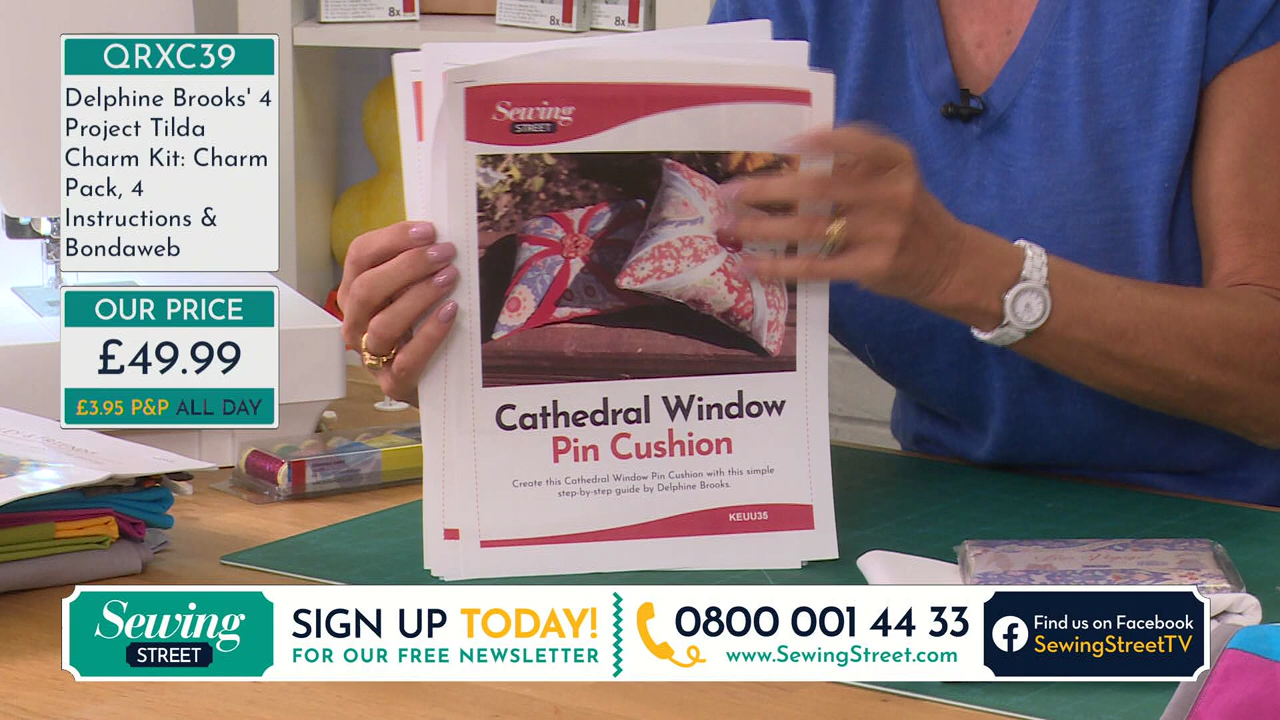 QRXC39
Delphine Brooks' 4
Project Tilda
Charm Kit: Charm
Pack, 4
Instructions &
Bondaweb
OUR PRICE
£49.99
£3.95 P&P ALL DAY
8x
8x
8x
Sewing
STREET
Cathedral Window
Pin Cushion
Create this Cathedral Window Pin Cushion with this simple
step-by-step guide by Delphine Brooks.
KEUU35
Sewing
STREET
SIGN UP TODAY!
FOR OUR FREE NEWSLETTER
0800 001 44 33
www.SewingStreet.com
Find us on Facebook
SewingStreetTV